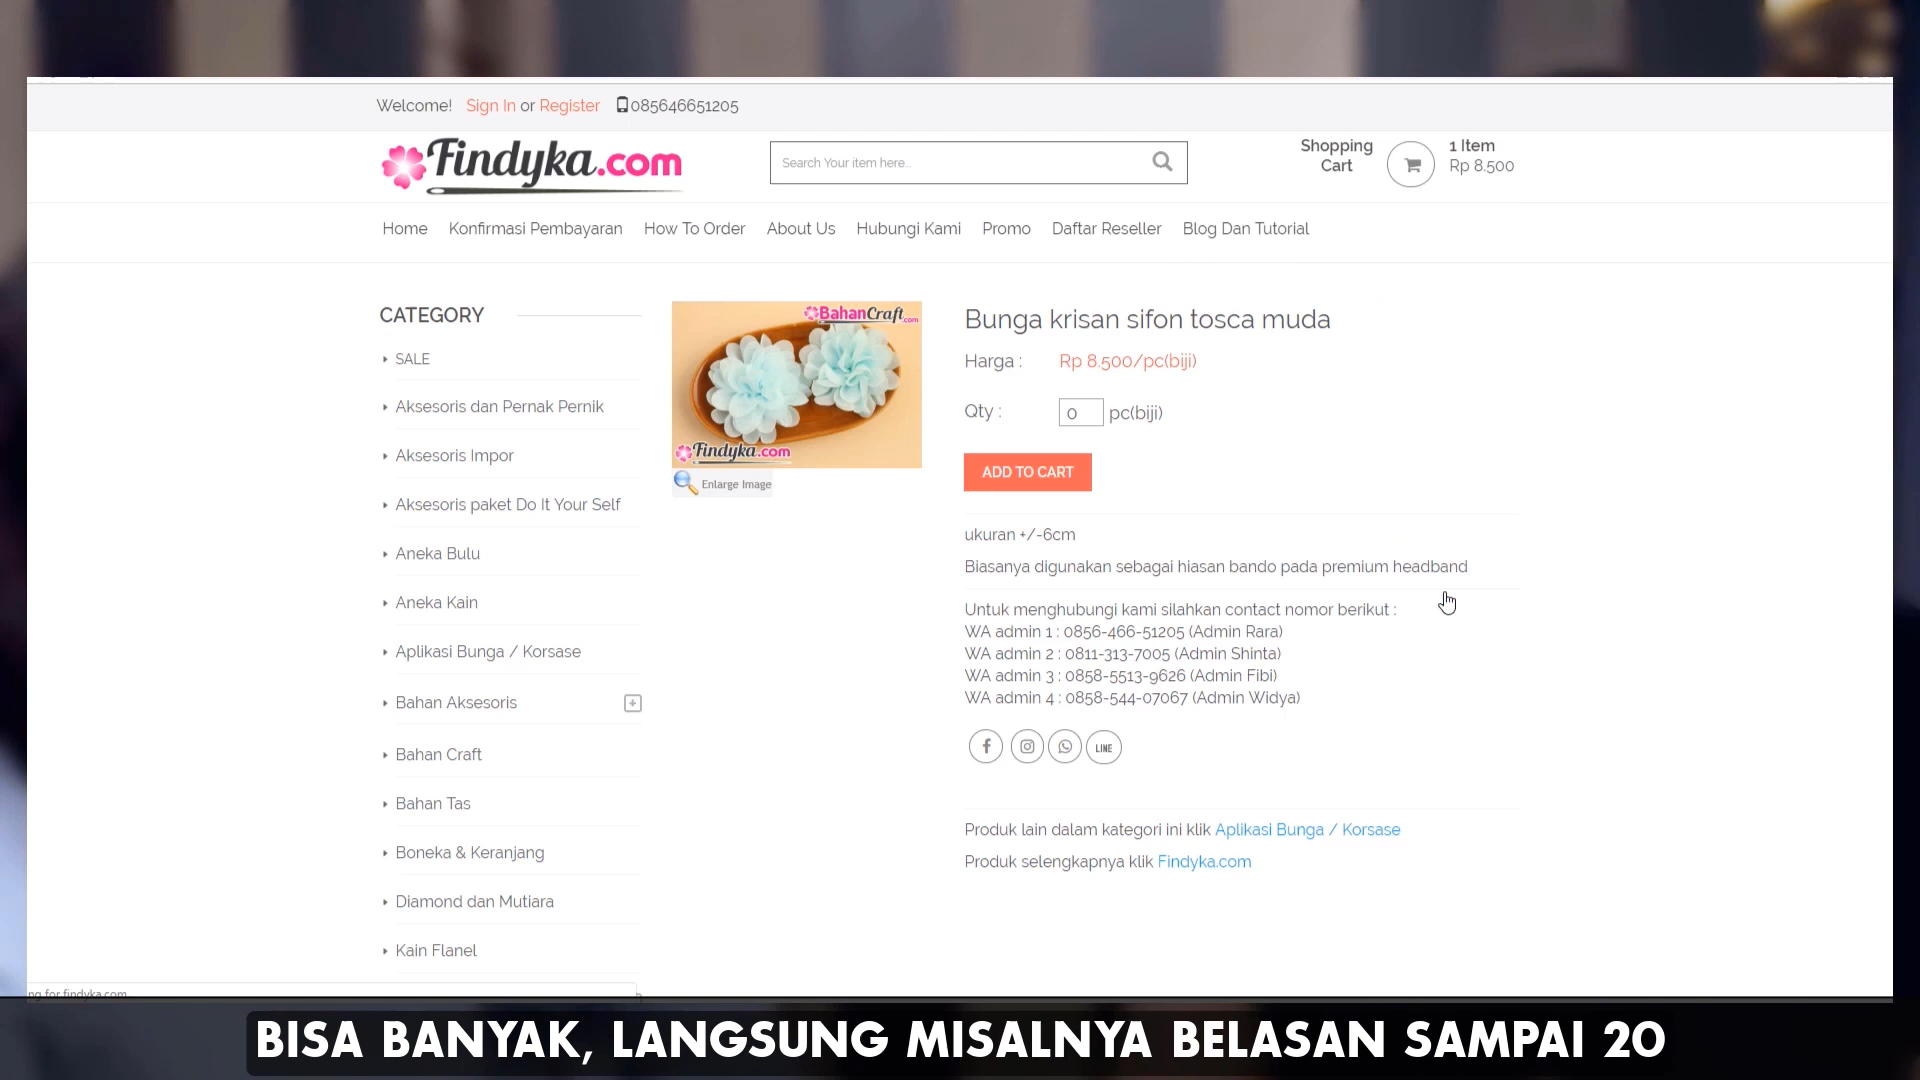 Welcome! Sign In or Register 085646651205
Findyka.com
Search Your item here...
Shopping Cart
1 Item
Rp 8.500
Home Konfirmasi Pembayaran How To Order About Us Hubungi Kami Promo Daftar Reseller Blog Dan Tutorial
CATEGORY
SALE
Aksesoris dan Pernak Pernik
Aksesoris Impor
Aksesoris paket Do It Your Self
Aneka Bulu
Aneka Kain
Aplikasi Bunga / Korsase
Bahan Aksesoris
Bahan Craft
Bahan Tas
Boneka & Keranjang
Diamond dan Mutiara
Kain Flanel
BahanCraft.com
Findyka.com
Enlarge Image
Bunga krisan sifon tosca muda
Harga : Rp 8.500/pc(biji)
Qty : 0 pc(biji)
ADD TO CART
ukuran +/-6cm
Biasanya digunakan sebagai hiasan bando pada premium headband
Untuk menghubungi kami silahkan contact nomor berikut :
WA admin 1 : 0856-466-51205 (Admin Rara)
WA admin 2 : 0811-313-7005 (Admin Shinta)
WA admin 3 : 0858-5513-9626 (Admin Fibi)
WA admin 4 : 0858-544-07067 (Admin Widya)
LINE
Produk lain dalam kategori ini klik Aplikasi Bunga / Korsase
Produk selengkapnya klik Findyka.com
for findyka.com
BISA BANYAK, LANGSUNG MISALNYA BELASAN SAMPAI 20